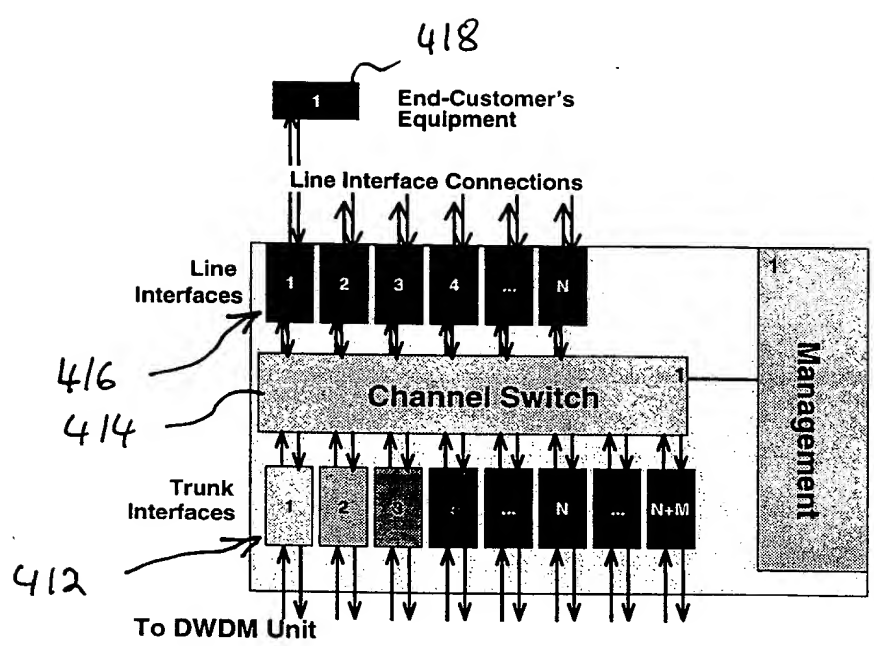 418
1
End-Customer's
Equipment
Line Interface Connections
Line
Interfaces
1 2 3 4 ... N
1
Management
416
Channel Switch 1
414
Trunk
Interfaces
1 2 3 : ... N ... N+M
412
To DWDM Unit